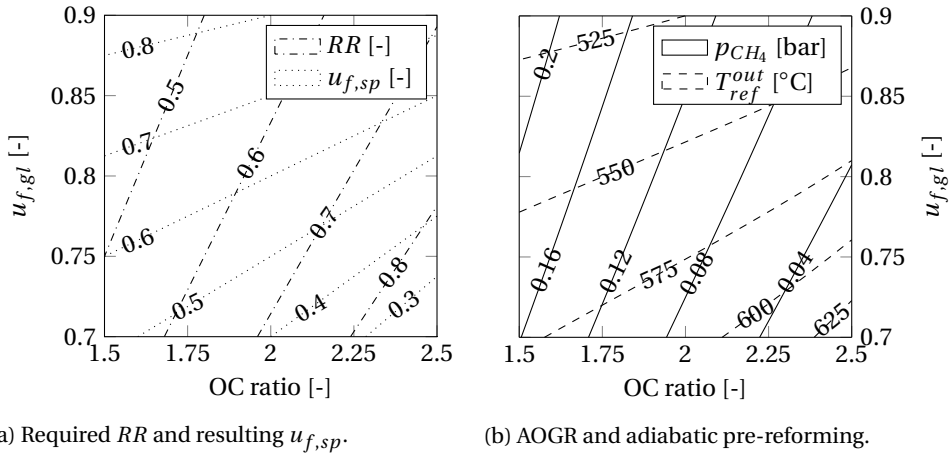 0.9
0.85
0.8
0.75
0.7
u_{f,gl} [-]
0.8
0.7
0.6
0.5
0.5
0.6
0.7
0.4
0.8
0.3
RR [-]
u_{f,sp} [-]
1.5 1.75 2 2.25 2.5
OC ratio [-]
a) Required RR and resulting u_{f,sp}.
0.2
525
550
575
600
625
0.16
0.12
0.08
0.04
p_{CH_4} [bar]
T_{ref}^{out} [°C]
0.9
0.85
0.8
0.75
0.7
u_{f,gl} [-]
1.5 1.75 2 2.25 2.5
OC ratio [-]
(b) AOGR and adiabatic pre-reforming.